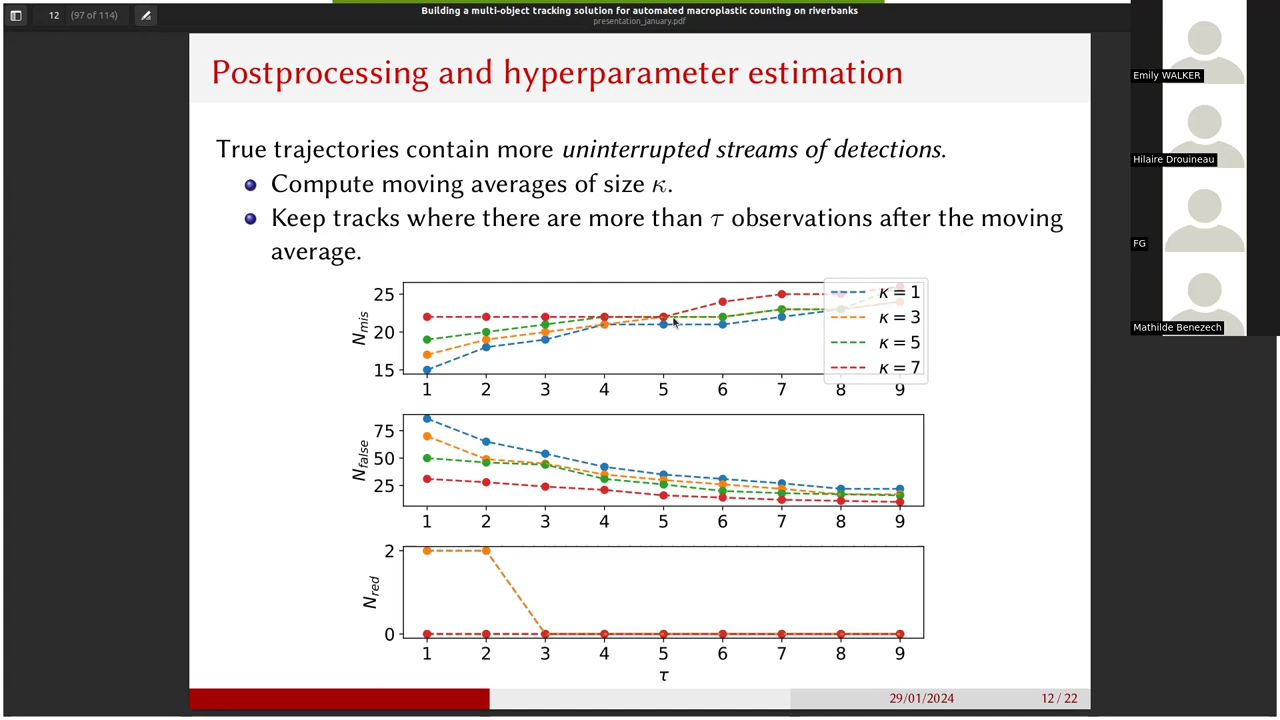 12 (97 of 114)
Building a multi-object tracking solution for automated macroplastic counting on riverbanks
presentation_january.pdf
Postprocessing and hyperparameter estimation
True trajectories contain more uninterrupted streams of detections.
Compute moving averages of size κ.
Keep tracks where there are more than τ observations after the moving
average.
N_mis
25
20
15
1 2 3 4 5 6 7 8 9
κ = 1
κ = 3
κ = 5
κ = 7
N_false
75
50
25
1 2 3 4 5 6 7 8 9
N_red
2
0
1 2 3 4 5 6 7 8 9
τ
29/01/2024 12 / 22
Emily WALKER
Hilaire Drouineau
FG
Mathilde Benezech